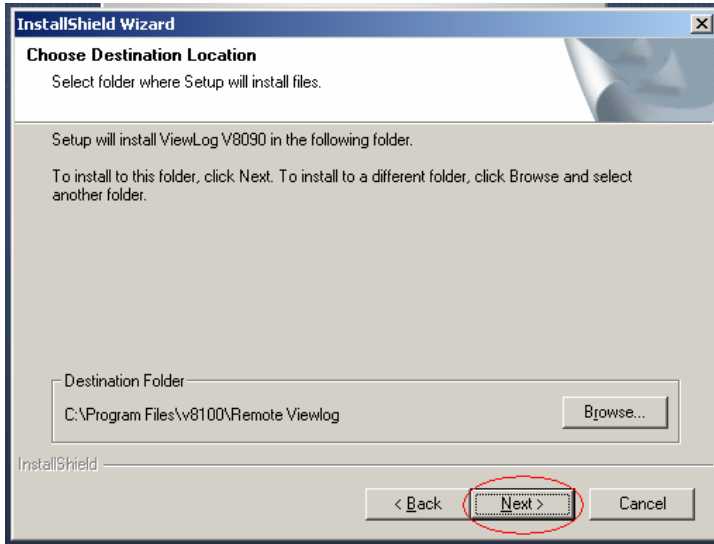 InstallShield Wizard
Choose Destination Location
Select folder where Setup will install files.
Setup will install ViewLog V8090 in the following folder.
To install to this folder, click Next. To install to a different folder, click Browse and select
another folder.
Destination Folder
C:\Program Files\v8100\Remote Viewlog
Browse...
InstallShield
< Back
Next >
Cancel